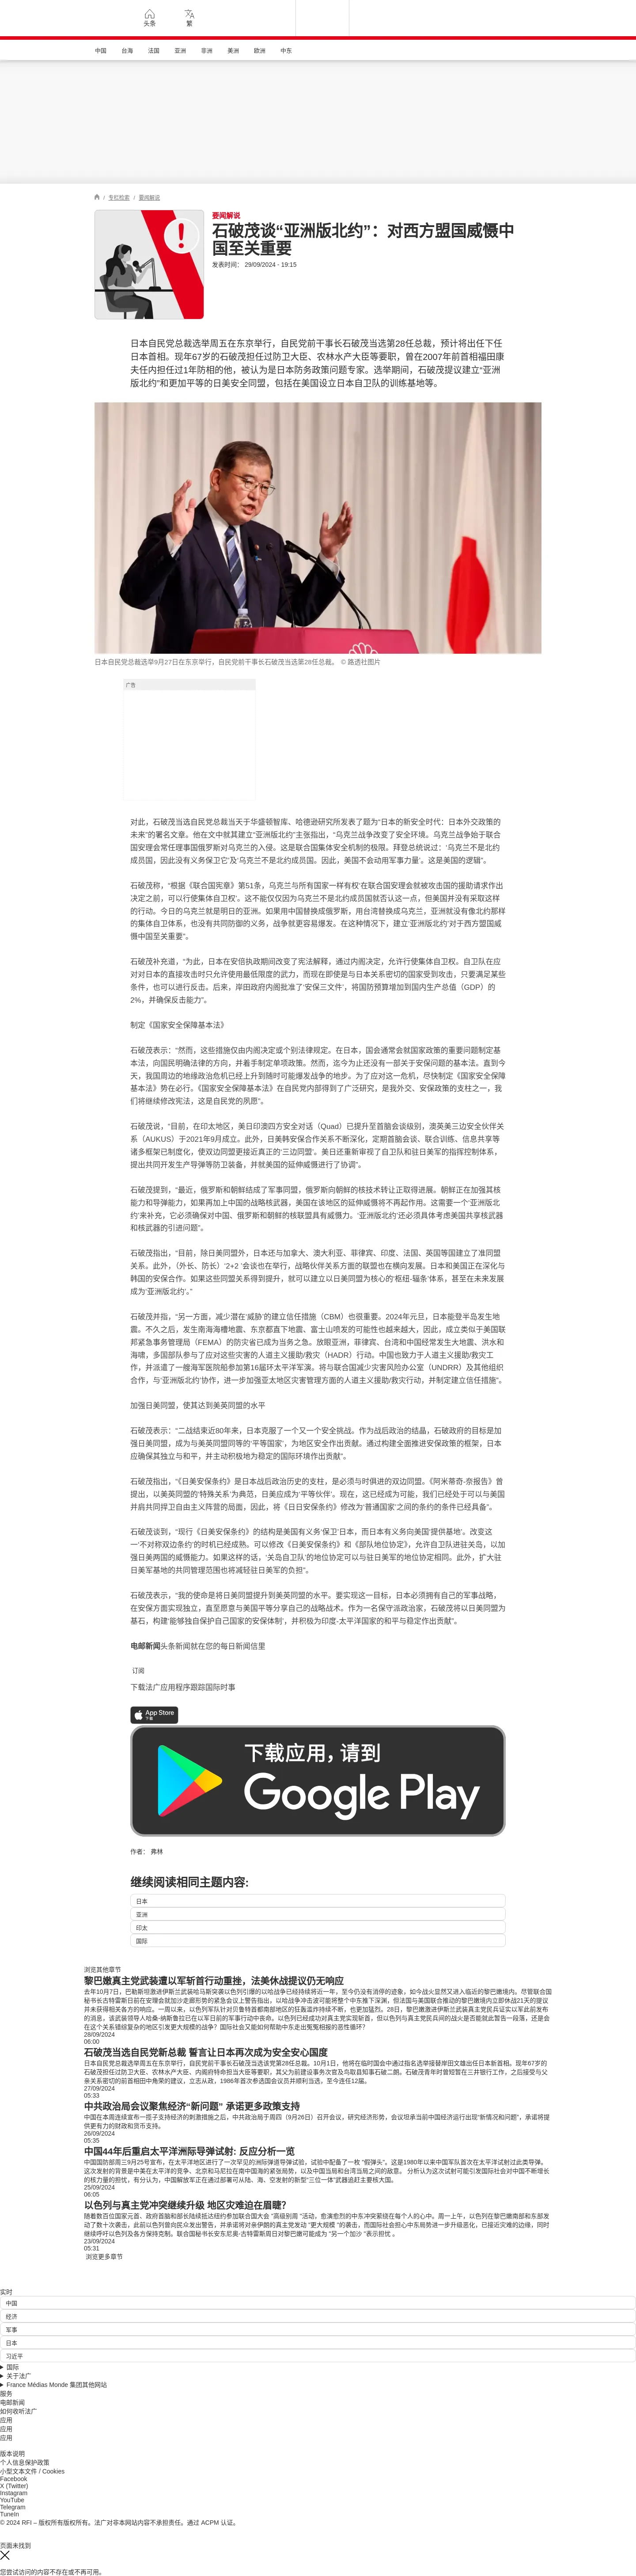 头条
繁
中国
台海
法国
亚洲
非洲
美洲
欧洲
中东
/ 专栏检索 / 要闻解说
要闻解说
石破茂谈“亚洲版北约”：对西方盟国威慑中
国至关重要
发表时间： 29/09/2024 - 19:15
日本自民党总裁选举周五在东京举行，自民党前干事长石破茂当选第28任总裁，预计将出任下任
日本首相。现年67岁的石破茂担任过防卫大臣、农林水产大臣等要职，曾在2007年前首相福田康
夫任内担任过1年防相的他，被认为是日本防务政策问题专家。选举期间，石破茂提议建立“亚洲
版北约”和更加平等的日美安全同盟，包括在美国设立日本自卫队的训练基地等。
日本自民党总裁选举9月27日在东京举行，自民党前干事长石破茂当选第28任总裁。 © 路透社图片
广告
对此，石破茂当选自民党总裁当天于华盛顿智库、哈德逊研究所发表了题为“日本的新安全时代：日本外交政策的
未来”的署名文章。他在文中就其建立“亚洲版北约”主张指出，“乌克兰战争改变了安全环境。乌克兰战争始于联合
国安理会常任理事国俄罗斯对乌克兰的入侵。这是联合国集体安全机制的极限。拜登总统说过：‘乌克兰不是北约
成员国，因此没有义务保卫它’及‘乌克兰不是北约成员国。因此，美国不会动用军事力量’。这是美国的逻辑”。
石破茂称，“根据《联合国宪章》第51条，乌克兰与所有国家一样有权‘在联合国安理会就被攻击国的援助请求作出
决定之前，可以行使集体自卫权’。这不能仅仅因为乌克兰不是北约成员国就否认这一点，但美国并没有采取这样
的行动。今日的乌克兰就是明日的亚洲。如果用中国替换成俄罗斯，用台湾替换成乌克兰，亚洲就没有像北约那样
的集体自卫体系，也没有共同防御的义务，战争就更容易爆发。在这种情况下，建立‘亚洲版北约’对于西方盟国威
慑中国至关重要”。
石破茂补充道，“为此，日本在安倍执政期间改变了宪法解释，通过内阁决定，允许行使集体自卫权。自卫队在应
对对日本的直接攻击时只允许使用最低限度的武力，而现在即使是与日本关系密切的国家受到攻击，只要满足某些
条件，也可以进行反击。后来，岸田政府内阁批准了‘安保三文件’，将国防预算增加到国内生产总值（GDP）的
2%，并确保反击能力”。
制定《国家安全保障基本法》
石破茂表示：“然而，这些措施仅由内阁决定或个别法律规定。在日本，国会通常会就国家政策的重要问题制定基
本法，向国民明确法律的方向，并着手制定单项政策。然而，迄今为止还没有一部关于安保问题的基本法。直到今
天，我国周边的地缘政治危机已经上升到随时可能爆发战争的地步。为了应对这一危机，尽快制定《国家安全保障
基本法》势在必行。《国家安全保障基本法》在自民党内部得到了广泛研究，是我外交、安保政策的支柱之一，我
们将继续修改宪法，这是自民党的夙愿”。
石破茂说，“目前，在印太地区，美日印澳四方安全对话（Quad）已提升至首脑会谈级别，澳英美三边安全伙伴关
系（AUKUS）于2021年9月成立。此外，日美韩安保合作关系不断深化，定期首脑会谈、联合训练、信息共享等
诸多框架已制度化，使双边同盟更接近真正的‘三边同盟’。美日还重新审视了自卫队和驻日美军的指挥控制体系，
提出共同开发生产导弹等防卫装备，并就美国的延伸威慑进行了协调”。
石破茂提到，“最近，俄罗斯和朝鲜结成了军事同盟，俄罗斯向朝鲜的核技术转让正取得进展。朝鲜正在加强其核
能力和导弹能力，如果再加上中国的战略核武器，美国在该地区的延伸威慑将不再起作用。这需要一个‘亚洲版北
约’来补充，它必须确保对中国、俄罗斯和朝鲜的核联盟具有威慑力。‘亚洲版北约’还必须具体考虑美国共享核武器
和核武器的引进问题”。
石破茂指出，“目前，除日美同盟外，日本还与加拿大、澳大利亚、菲律宾、印度、法国、英国等国建立了准同盟
关系。此外，（外长、防长）‘2+2 ’会谈也在举行，战略伙伴关系方面的联盟也在横向发展。日本和美国正在深化与
韩国的安保合作。如果这些同盟关系得到提升，就可以建立以日美同盟为核心的‘枢纽-辐条’体系，甚至在未来发展
成为‘亚洲版北约’。”
石破茂并指，“另一方面，减少潜在‘威胁’的建立信任措施（CBM）也很重要。2024年元旦，日本能登半岛发生地
震。不久之后，发生南海海槽地震、东京都直下地震、富士山喷发的可能性也越来越大，因此，成立类似于美国联
邦紧急事务管理局（FEMA）的防灾省已成为当务之急。放眼亚洲，菲律宾、台湾和中国经常发生大地震、洪水和
海啸，多国部队参与了应对这些灾害的人道主义援助/救灾（HADR）行动。中国也致力于人道主义援助/救灾工
作，并派遣了一艘海军医院船参加第16届环太平洋军演。将与联合国减少灾害风险办公室（UNDRR）及其他组织
合作，与‘亚洲版北约’协作，进一步加强亚太地区灾害管理方面的人道主义援助/救灾行动，并制定建立信任措施”。
加强日美同盟，使其达到美英同盟的水平
石破茂表示：“二战结束近80年来，日本克服了一个又一个安全挑战。作为战后政治的结晶，石破政府的目标是加
强日美同盟，成为与美英同盟同等的‘平等国家’，为地区安全作出贡献。通过构建全面推进安保政策的框架，日本
应确保其独立与和平，并主动积极地为稳定的国际环境作出贡献”。
石破茂指出，“《日美安保条约》是日本战后政治历史的支柱，是必须与时俱进的双边同盟。《阿米蒂奇-奈报告》曾
提出，以美英同盟的‘特殊关系’为典范，日美应成为‘平等伙伴’。现在，这已经成为可能，我们已经处于可以与美国
并肩共同捍卫自由主义阵营的局面，因此，将《日日安保条约》修改为‘普通国家’之间的条约的条件已经具备”。
石破茂谈到，“现行《日美安保条约》的结构是美国有义务‘保卫’日本，而日本有义务向美国‘提供基地’。改变这
一‘不对称双边条约’的时机已经成熟。可以修改《日美安保条约》和《部队地位协定》，允许自卫队进驻关岛，以加
强日美两国的威慑能力。如果这样的话，‘关岛自卫队’的地位协定可以与驻日美军的地位协定相同。此外，扩大驻
日美军基地的共同管理范围也将减轻驻日美军的负担”。
石破茂表示，“我的使命是将日美同盟提升到美英同盟的水平。要实现这一目标，日本必须拥有自己的军事战略，
在安保方面实现独立，直至愿意与美国平等分享自己的战略战术。作为一名保守派政治家，石破茂将以日美同盟为
基石，构建‘能够独自保护自己国家的安保体制’，并积极为印度-太平洋国家的和平与稳定作出贡献”。
电邮新闻头条新闻就在您的每日新闻信里
订阅
下载法广应用程序跟踪国际时事
App Store
下载
下载应用，请到
Google Play
作者： 弗林
继续阅读相同主题内容:
日本
亚洲
印太
国际
浏览其他章节
黎巴嫩真主党武装遭以军斩首行动重挫，法美休战提议仍无响应
去年10月7日，巴勒斯坦激进伊斯兰武装哈马斯突袭以色列引爆的以哈战争已经持续将近一年，至今仍没有消停的迹象，如今战火显然又进入临近的黎巴嫩境内。尽管联合国
秘书长古特雷斯日前在安理会就加沙走廊形势的紧急会议上警告指出，以哈战争冲击波可能将整个中东推下深渊，但法国与美国联合推动的黎巴嫩境内立即休战21天的提议
并未获得相关各方的响应。一周以来，以色列军队针对贝鲁特首都南部地区的狂轰滥炸持续不断，也更加猛烈。28日，黎巴嫩激进伊斯兰武装真主党民兵证实以军此前发布
的消息，该武装领导人哈桑-纳斯鲁拉已在以军日前的军事行动中丧命。以色列已经成功对真主党实施斩首，但以色列与真主党民兵间的战火是否能就此暂告一段落，还是会
在这个关系错综复杂的地区引发更大规模的战争？国际社会又能如何帮助中东走出冤冤相报的恶性循环?
28/09/2024
06:00
石破茂当选自民党新总裁 誓言让日本再次成为安全安心国度
日本自民党总裁选举周五在东京举行，自民党前干事长石破茂当选该党第28任总裁。10月1日，他将在临时国会中通过指名选举接替岸田文雄出任日本新首相。现年67岁的
石破茂担任过防卫大臣、农林水产大臣、内阁府特命担当大臣等要职，其父为前建设事务次官及鸟取县知事石破二朗。石破茂青年时曾短暂在三井银行工作，之后接受与父
亲关系密切的前首相田中角荣的建议，立志从政，1986年首次参选国会议员并顺利当选，至今连任12届。
27/09/2024
05:33
中共政治局会议聚焦经济“新问题” 承诺更多政策支持
中国在本周连续宣布一揽子支持经济的刺激措施之后，中共政治局于周四（9月26日）召开会议，研究经济形势，会议坦承当前中国经济运行出现"新情况和问题"，承诺将提
供更有力的财政和货币支持。
26/09/2024
05:35
中国44年后重启太平洋洲际导弹试射: 反应分析一览
中国国防部周三9月25号宣布，在太平洋地区进行了一次罕见的洲际弹道导弹试验，试验中配备了一枚 "假弹头"。这是1980年以来中国军队首次在太平洋试射过此类导弹。
这次发射的背景是中美在太平洋的竞争、北京和马尼拉在南中国海的紧张局势，以及中国当局和台湾当局之间的敌意。 分析认为这次试射可能引发国际社会对中国不断增长
的核力量的担忧，有分认为，中国解放军正在通过部署可从陆、海、空发射的新型"三位一体"武器追赶主要核大国。
25/09/2024
06:05
以色列与真主党冲突继续升级 地区灾难迫在眉睫？
随着数百位国家元首、政府首脑和部长陆续抵达纽约参加联合国大会 "高级别周 "活动，愈演愈烈的中东冲突萦绕在每个人的心中。周一上午，以色列在黎巴嫩南部和东部发
动了数十次袭击，此前以色列曾向民众发出警告，并承诺将对亲伊朗的真主党发动 "更大规模 "的袭击，而国际社会担心中东局势进一步升级恶化，已接近灾难的边缘，同时
继续呼吁以色列及各方保持克制。联合国秘书长安东尼奥·古特雷斯周日对黎巴嫩可能成为 "另一个加沙 "表示担忧 。
23/09/2024
05:31
浏览更多章节
实时
中国
经济
军事
日本
习近平
国际
关于法广
France Médias Monde 集团其他网站
服务
电邮新闻
如何收听法广
应用
应用
应用
版本说明
个人信息保护政策
小型文本文件 / Cookies
Facebook
X (Twitter)
Instagram
YouTube
Telegram
TuneIn
© 2024 RFI – 版权所有版权所有。法广对非本网站内容不承担责任。通过 ACPM 认证。
页面未找到
您尝试访问的内容不存在或不再可用。